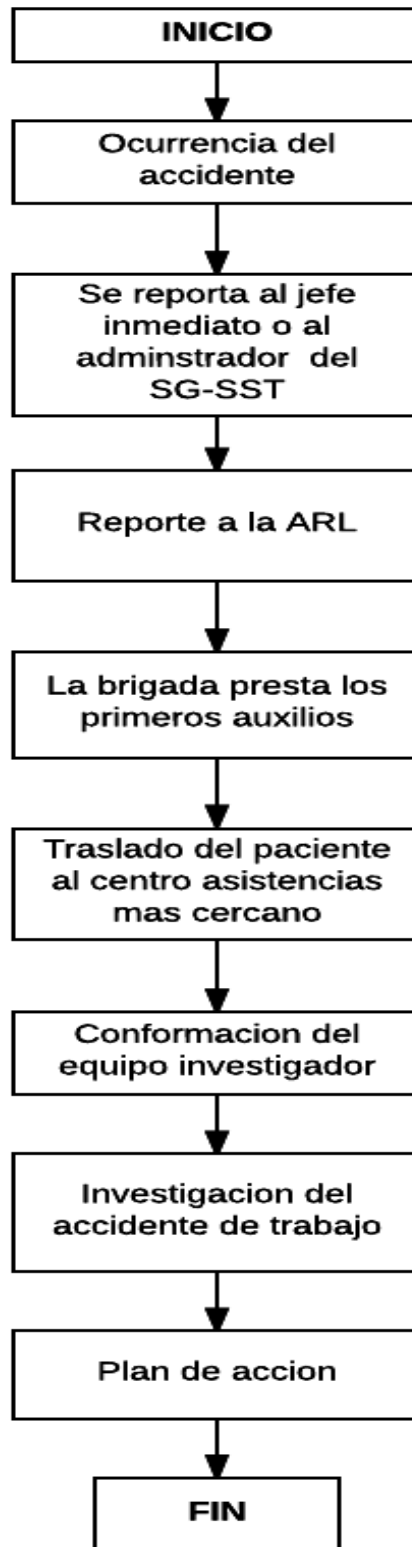 INICIO
Ocurrencia del
accidente
Se reporta al jefe
inmediato o al
adminstrador del
SG-SST
Reporte a la ARL
La brigada presta los
primeros auxilios
Traslado del paciente
al centro asistencias
mas cercano
Conformacion del
equipo investigador
Investigacion del
accidente de trabajo
Plan de accion
FIN